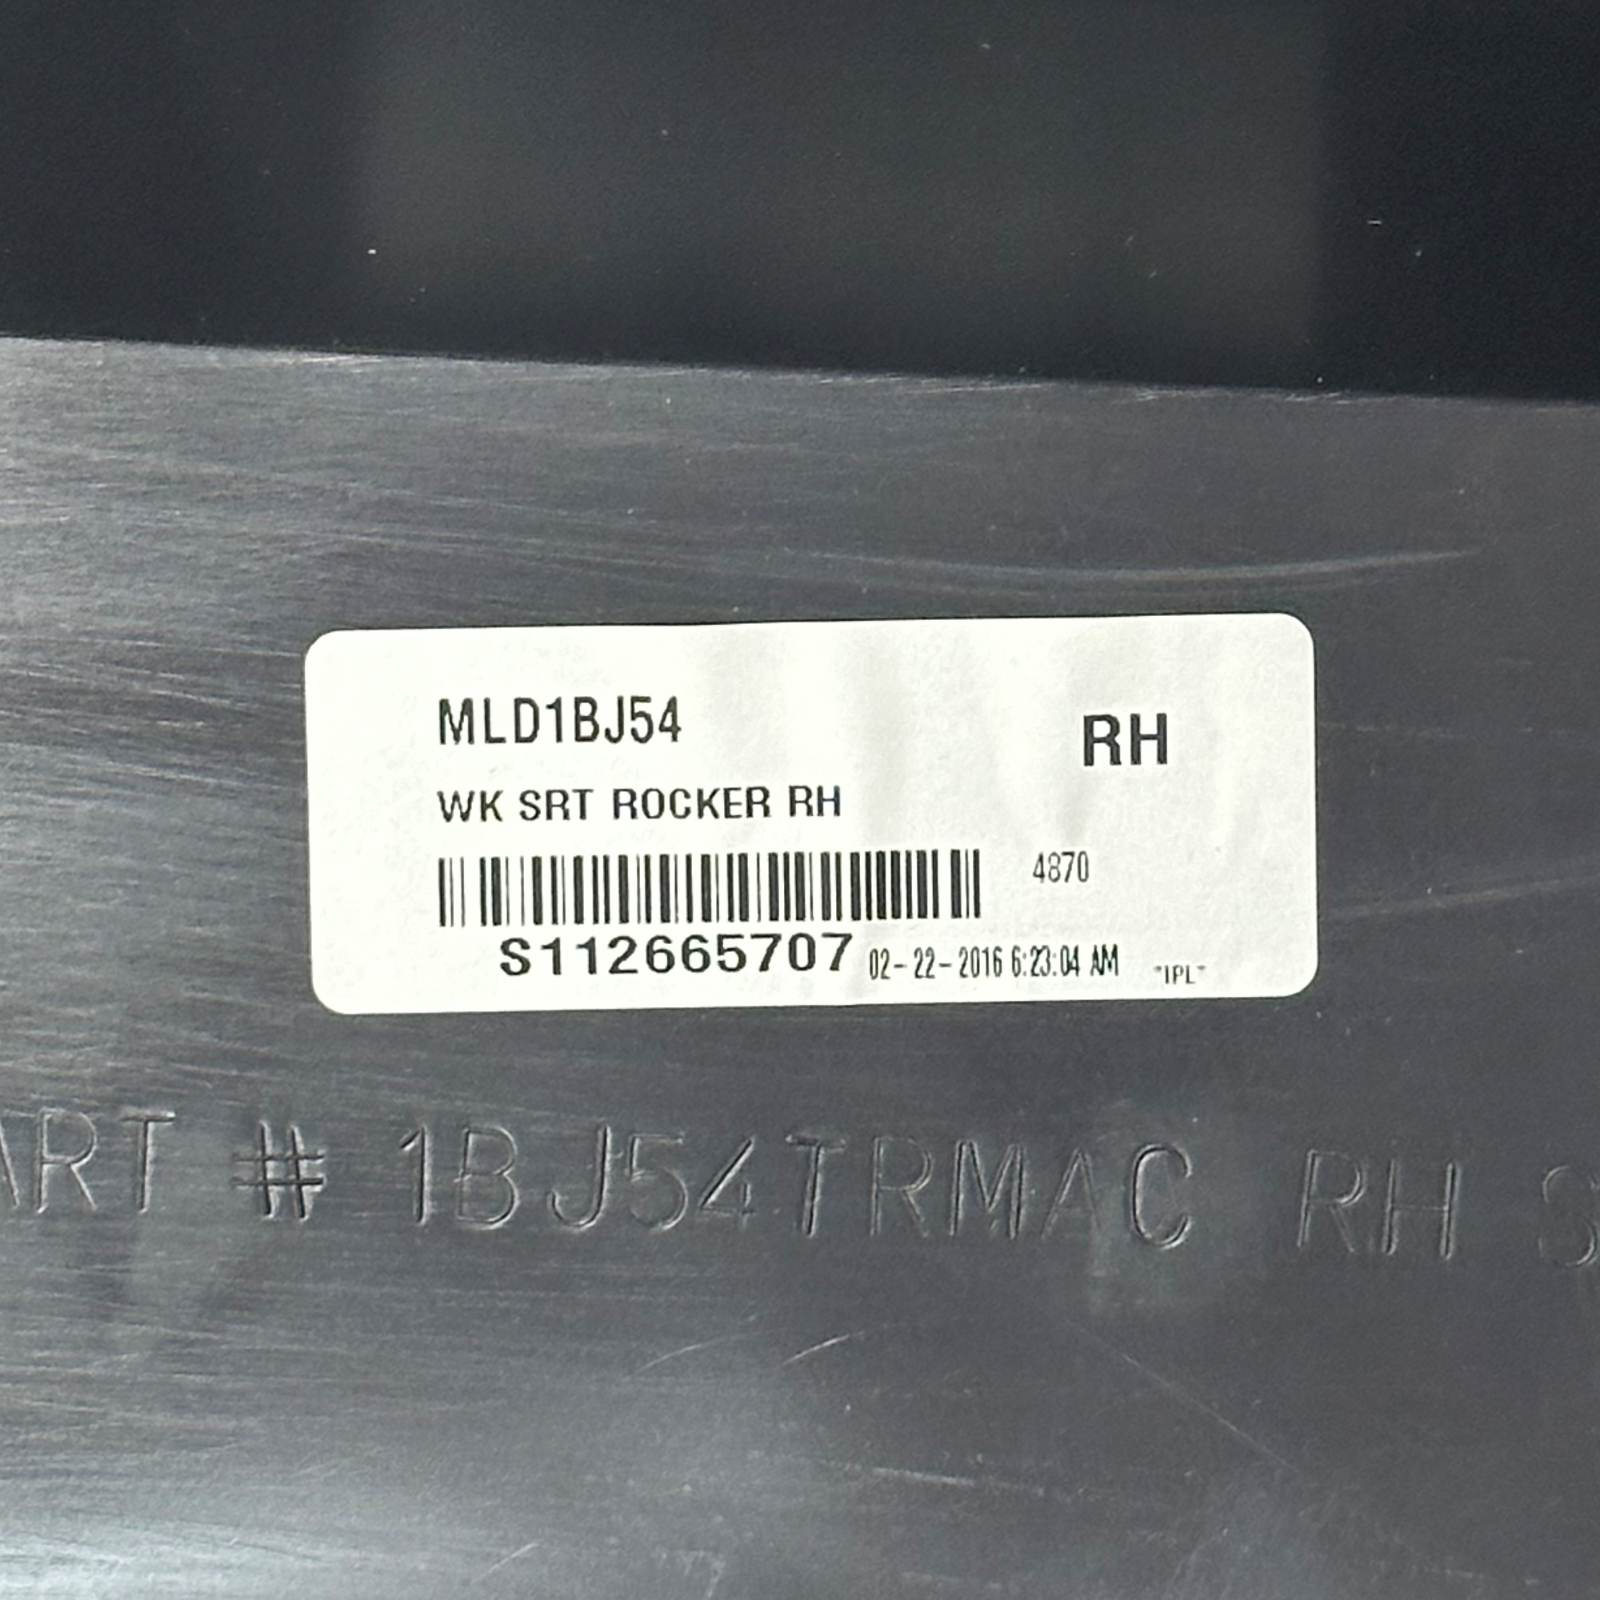 MLD1BJ54
RH
WK SRT ROCKER RH
4870
S112665707 02-22-2016 6:23:04 AM "IPL"
ART # 1BJ54TRMAC RH S